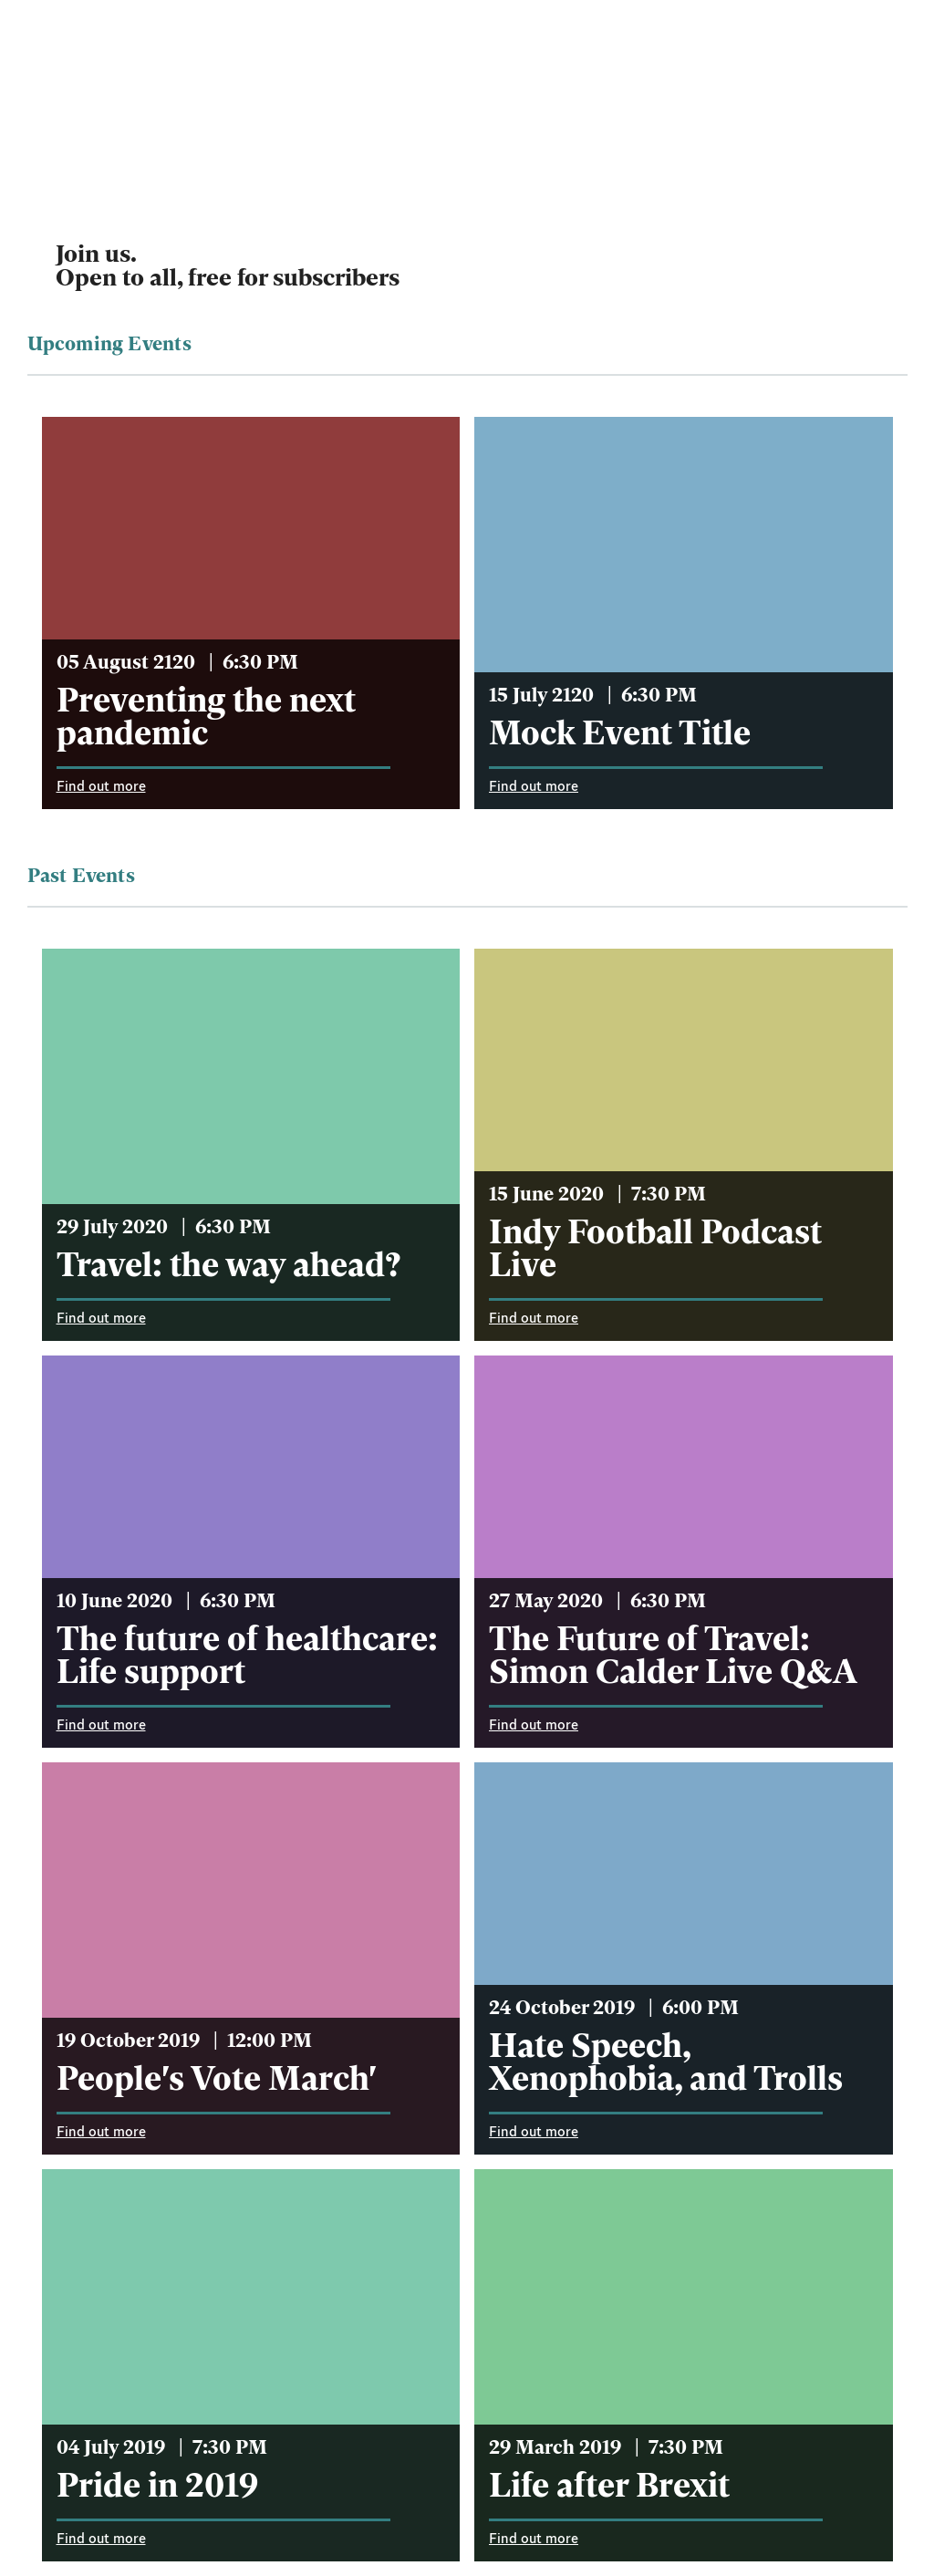 Join us.
Open to all, free for subscribers
Upcoming Events
05 August 2120 | 6:30 PM
Preventing the next
pandemic
Find out more
15 July 2120 | 6:30 PM
Mock Event Title
Find out more
Past Events
29 July 2020 | 6:30 PM
Travel: the way ahead?
Find out more
15 June 2020 | 7:30 PM
Indy Football Podcast
Live
Find out more
10 June 2020 | 6:30 PM
The future of healthcare:
Life support
Find out more
27 May 2020 | 6:30 PM
The Future of Travel:
Simon Calder Live Q&A
Find out more
19 October 2019 | 12:00 PM
People's Vote March'
Find out more
24 October 2019 | 6:00 PM
Hate Speech,
Xenophobia, and Trolls
Find out more
04 July 2019 | 7:30 PM
Pride in 2019
Find out more
29 March 2019 | 7:30 PM
Life after Brexit
Find out more